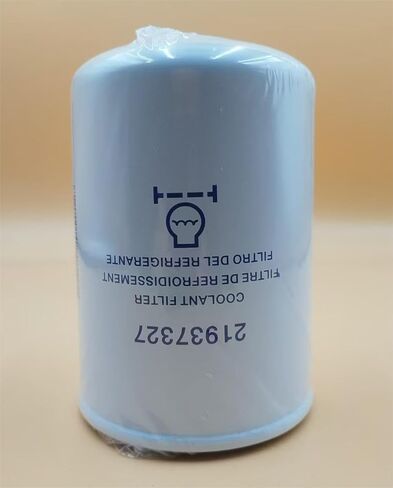 21937327
COOLANT FILTER
FILTRE DE REFROIDISSEMENT
FILTRO DEL REFRIGERANTE